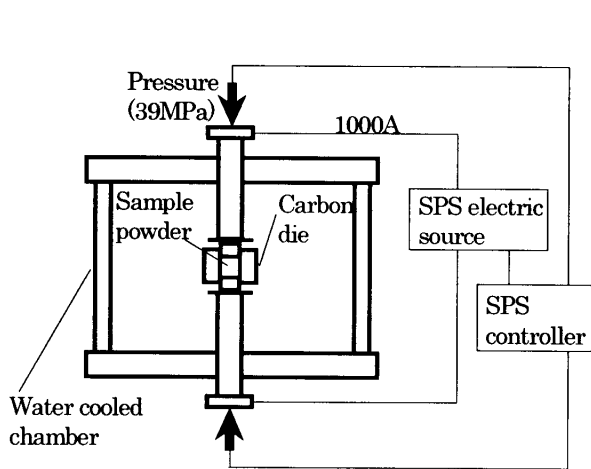 Pressure
(39MPa)
1000A
Sample
powder
Carbon
die
SPS electric
source
SPS
controller
Water cooled
chamber